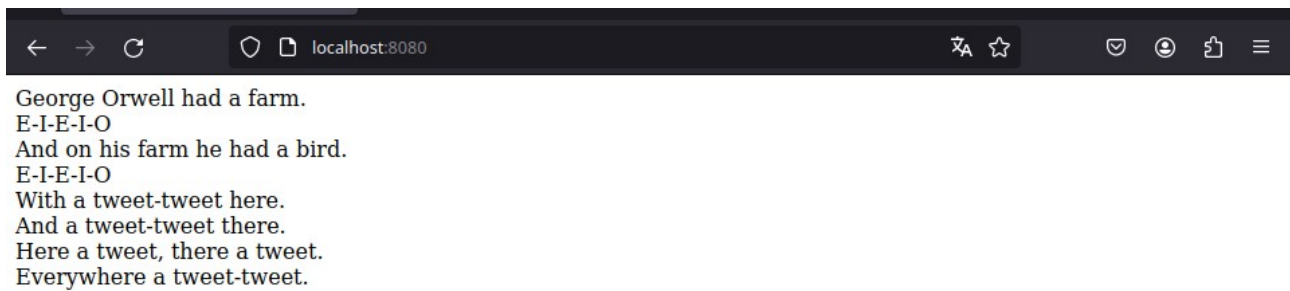 localhost:8080
George Orwell had a farm.
E-I-E-I-O
And on his farm he had a bird.
E-I-E-I-O
With a tweet-tweet here.
And a tweet-tweet there.
Here a tweet, there a tweet.
Everywhere a tweet-tweet.